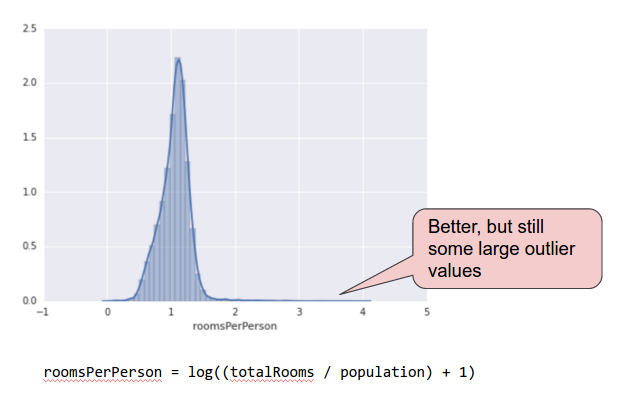 2.5
2.0
1.5
1.0
0.5
0.0
−1 0 1 2 3 4 5
roomsPerPerson
Better, but still
some large outlier
values
roomsPerPerson = log((totalRooms / population) + 1)